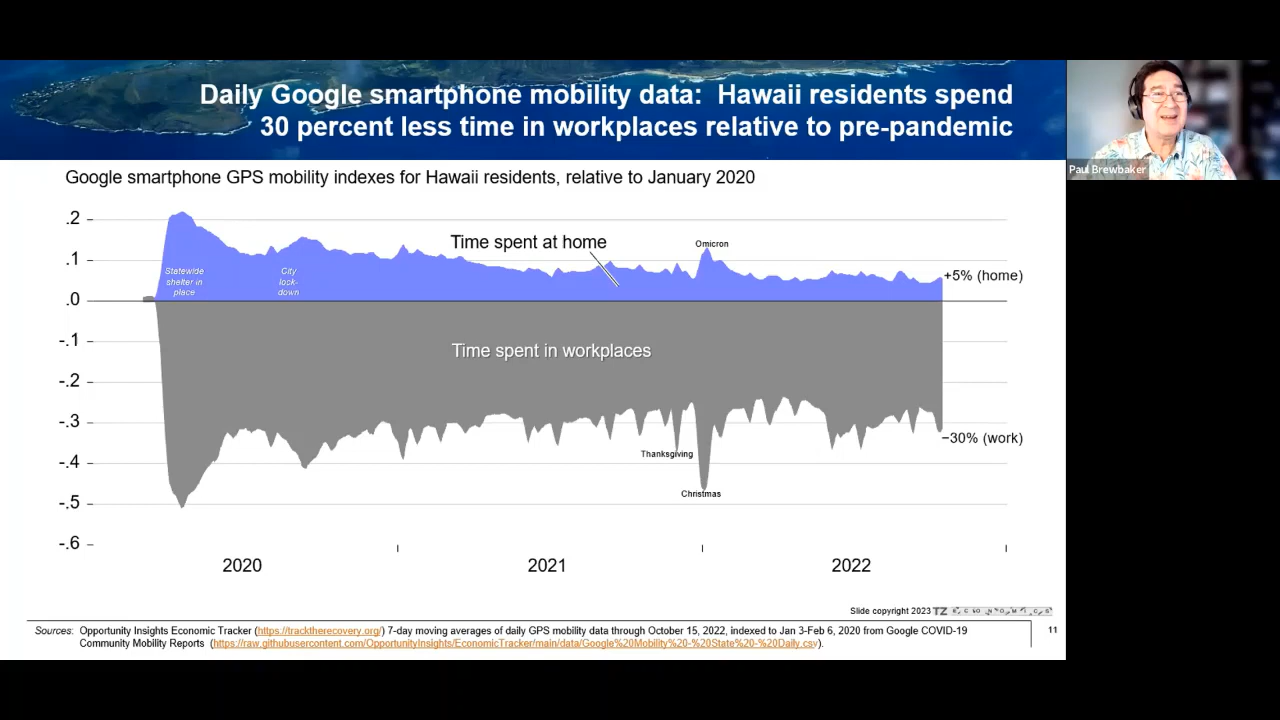 Daily Google smartphone mobility data: Hawaii residents spend
30 percent less time in workplaces relative to pre-pandemic
Paul Brewbaker
Google smartphone GPS mobility indexes for Hawaii residents, relative to January 2020
.2
.1
.0
-.1
-.2
-.3
-.4
-.5
-.6
Time spent at home
Omicron
Statewide
shelter in
place
City
lock-
down
+5% (home)
Time spent in workplaces
−30% (work)
Thanksgiving
Christmas
2020
2021
2022
Slide copyright 2023 TZ ECONOMICS
Sources: Opportunity Insights Economic Tracker (https://tracktherecovery.org/) 7-day moving averages of daily GPS mobility data through October 15, 2022, indexed to Jan 3-Feb 6, 2020 from Google COVID-19
Community Mobility Reports (https://raw.githubusercontent.com/OpportunityInsights/EconomicTracker/main/data/Google%20Mobility%20-%20State%20-%20Daily.csv).
11